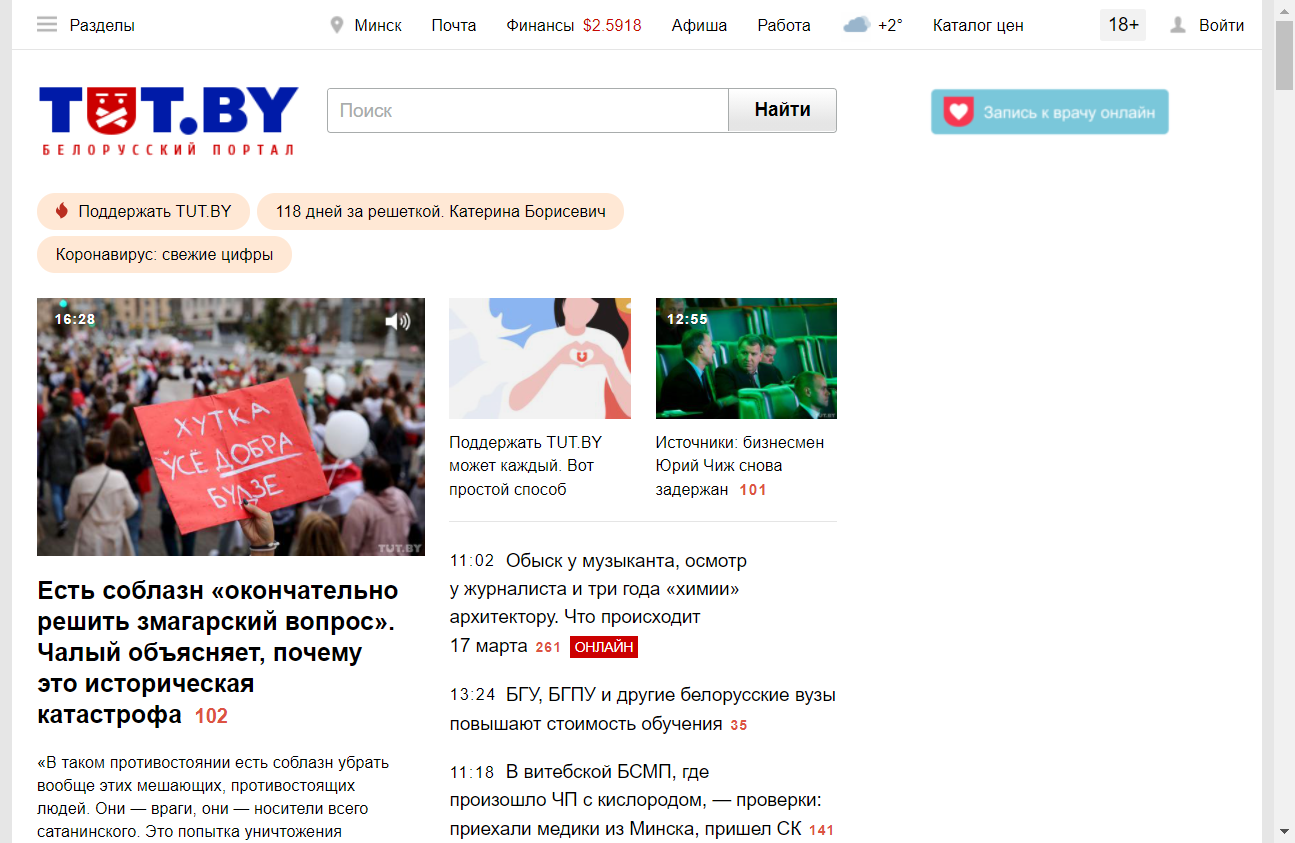 Разделы
Минск
Почта
Финансы $2.5918
Афиша
Работа
+2°
Каталог цен
18+
Войти
TUT.BY
БЕЛОРУССКИЙ ПОРТАЛ
Поиск
Найти
Запись к врачу онлайн
Поддержать TUT.BY
118 дней за решеткой. Катерина Борисевич
Коронавирус: свежие цифры
16:28
ХУТКА
ЎСЁ ДОБРА
БУДЗЕ
TUT.BY
Есть соблазн «окончательно
решить змагарский вопрос».
Чалый объясняет, почему
это историческая
катастрофа 102
«В таком противостоянии есть соблазн убрать
вообще этих мешающих, противостоящих
людей. Они — враги, они — носители всего
сатанинского. Это попытка уничтожения
Поддержать TUT.BY
может каждый. Вот
простой способ
12:55
TUT.BY
Источники: бизнесмен
Юрий Чиж снова
задержан 101
11:02 Обыск у музыканта, осмотр
у журналиста и три года «химии»
архитектору. Что происходит
17 марта 261 ОНЛАЙН
13:24 БГУ, БГПУ и другие белорусские вузы
повышают стоимость обучения 35
11:18 В витебской БСМП, где
произошло ЧП с кислородом, — проверки:
приехали медики из Минска, пришел СК 141